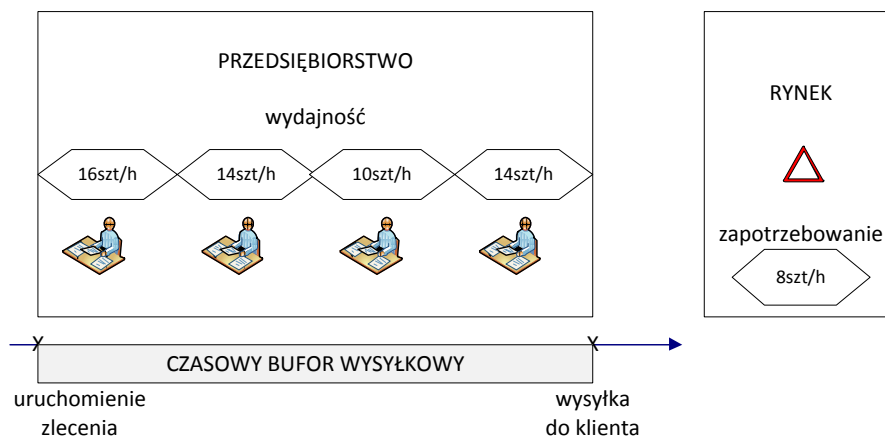 PRZEDSIĘBIORSTWO
wydajność
16szt/h
14szt/h
10szt/h
14szt/h
RYNEK
zapotrzebowanie
8szt/h
X
X
CZASOWY BUFOR WYSYŁKOWY
uruchomienie
zlecenia
wysyłka
do klienta